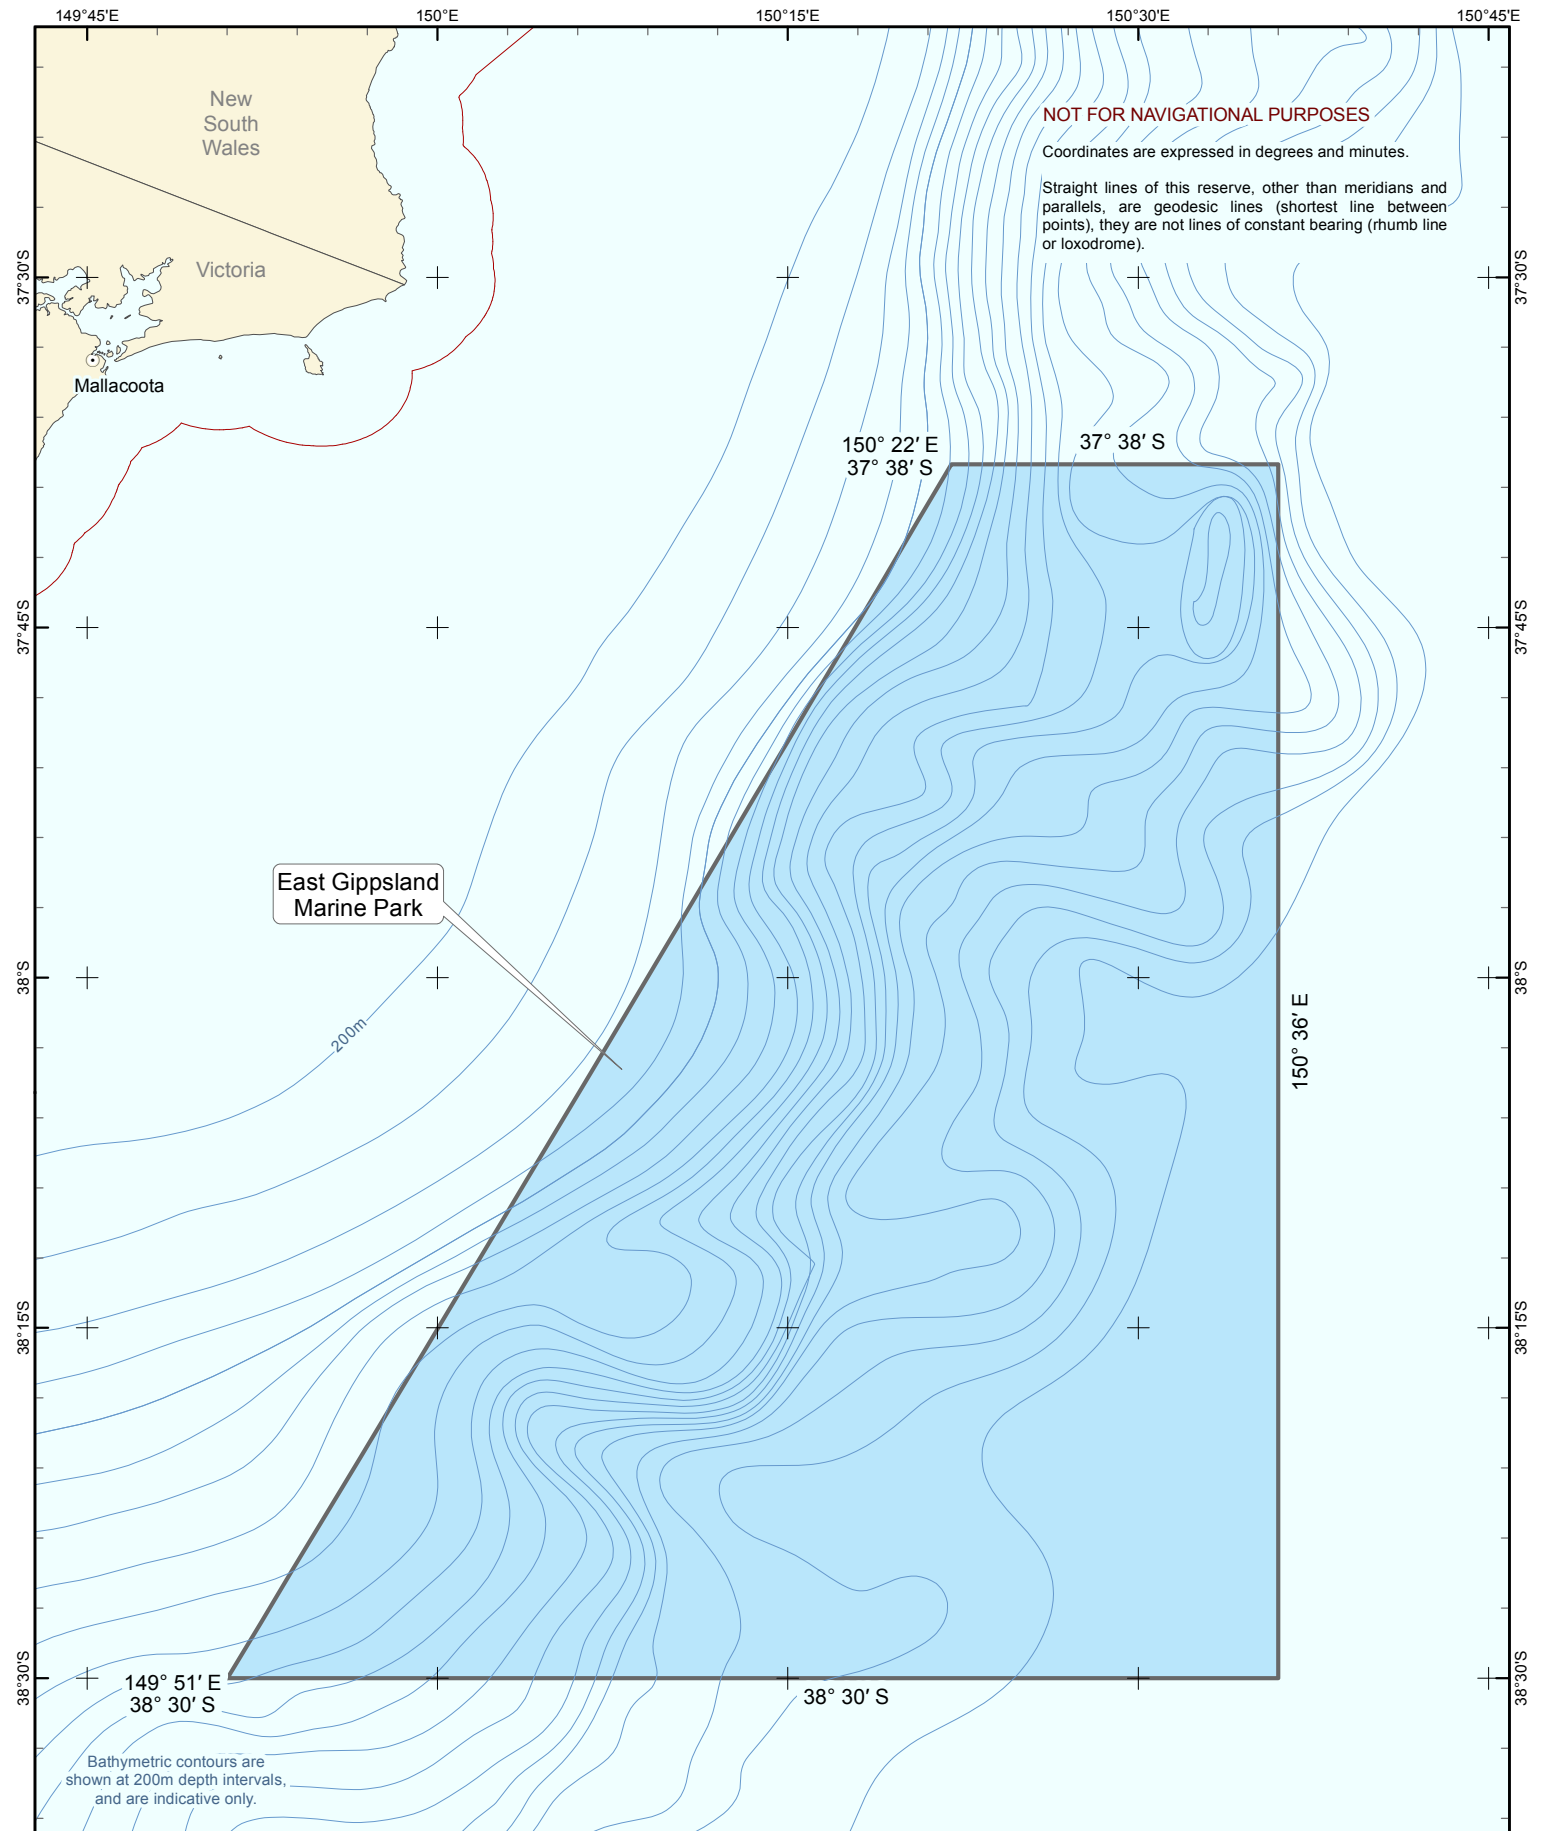 149°45'E
150°E
150°15'E
150°30'E
150°45'E
New
South
Wales
NOT FOR NAVIGATIONAL PURPOSES
Coordinates are expressed in degrees and minutes.
Straight lines of this reserve, other than meridians and
parallels, are geodesic lines (shortest line between
points), they are not lines of constant bearing (rhumb line
or loxodrome).
Victoria
37°30'S
37°30'S
Mallacoota
150° 22' E
37° 38' S
37° 38' S
37°45'S
37°45'S
East Gippsland
Marine Park
38°S
38°S
200m
150° 36' E
38°15'S
38°15'S
38°30'S
38°30'S
149° 51' E
38° 30' S
38° 30' S
Bathymetric contours are
shown at 200m depth intervals,
and are indicative only.